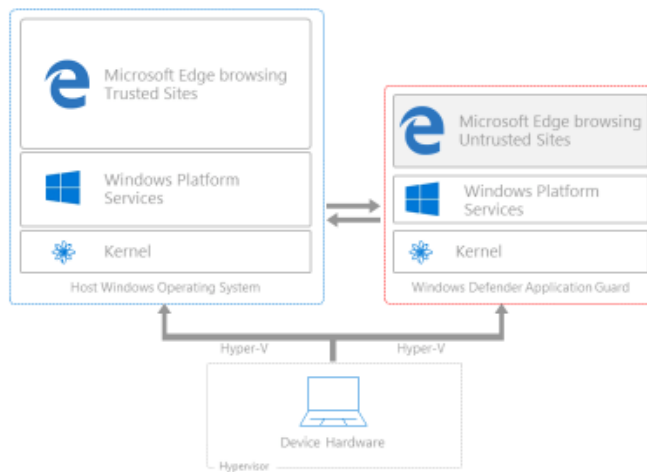 Microsoft Edge browsing
Trusted Sites
Windows Platform
Services
Kernel
Host Windows Operating System
Microsoft Edge browsing
Untrusted Sites
Windows Platform
Services
Kernel
Windows Defender Application Guard
Hyper-V
Hyper-V
Device Hardware
Hypervisor